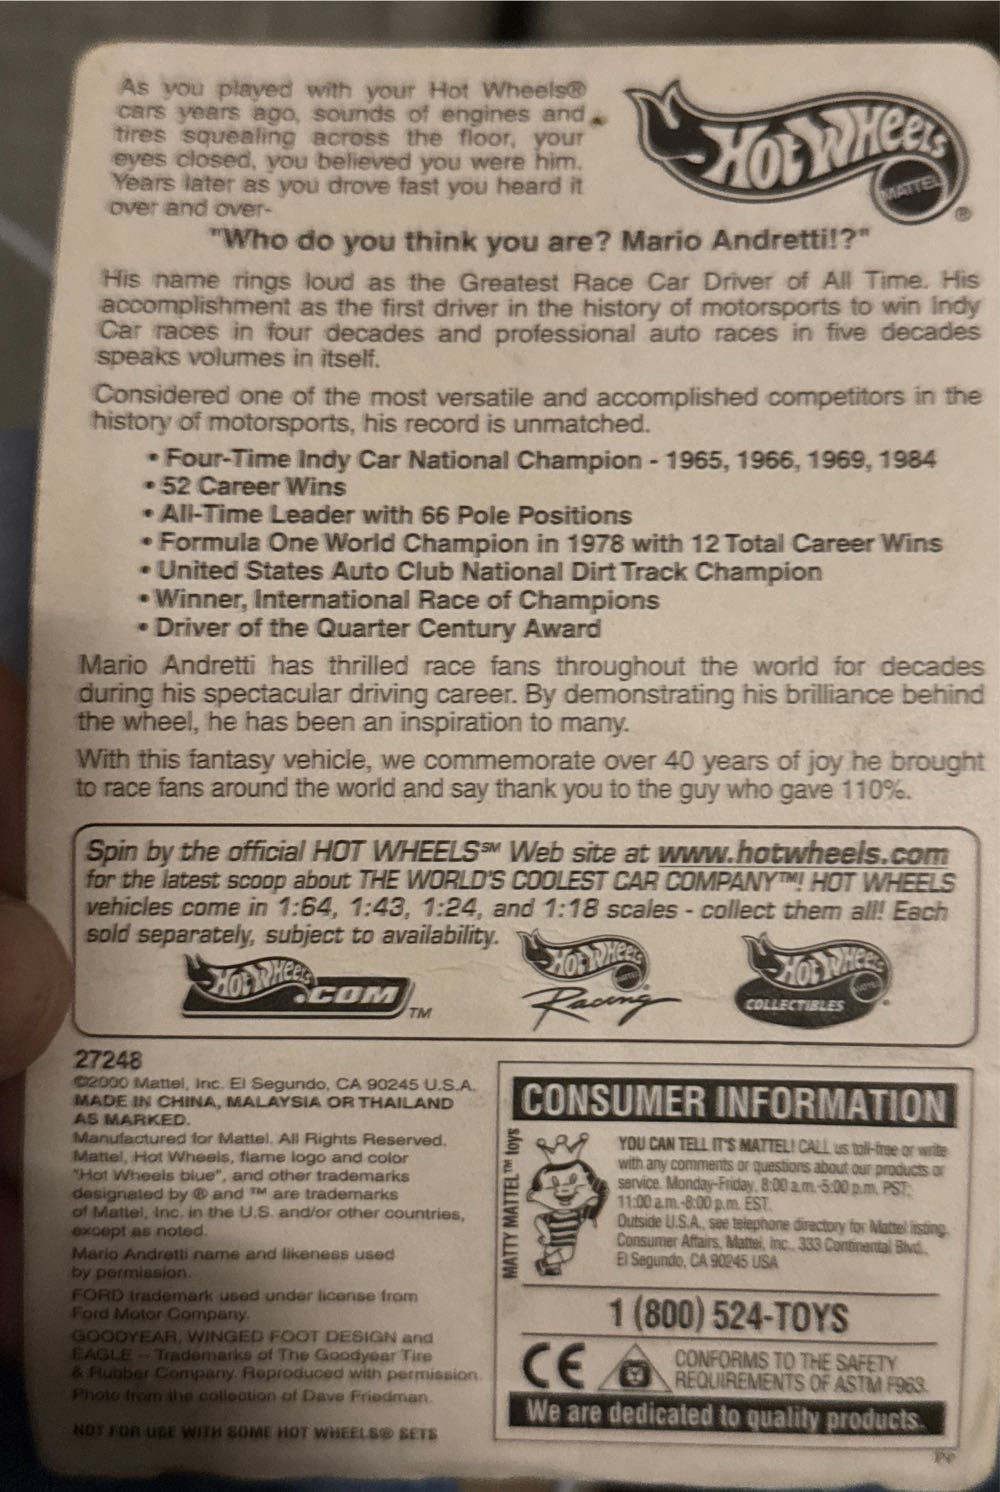 As you played with your Hot Wheels®
cars years ago, sounds of engines and
tires squealing across the floor, your
eyes closed, you believed you were him.
Years later as you drove fast you heard it
over and over-
HOT WHEELS
MATTEL
®
"Who do you think you are? Mario Andretti!?"
His name rings loud as the Greatest Race Car Driver of All Time. His
accomplishment as the first driver in the history of motorsports to win Indy
Car races in four decades and professional auto races in five decades
speaks volumes in itself.
Considered one of the most versatile and accomplished competitors in the
history of motorsports, his record is unmatched.
• Four-Time Indy Car National Champion - 1965, 1966, 1969, 1984
• 52 Career Wins
• All-Time Leader with 66 Pole Positions
• Formula One World Champion in 1978 with 12 Total Career Wins
• United States Auto Club National Dirt Track Champion
• Winner, International Race of Champions
• Driver of the Quarter Century Award
Mario Andretti has thrilled race fans throughout the world for decades
during his spectacular driving career. By demonstrating his brilliance behind
the wheel, he has been an inspiration to many.
With this fantasy vehicle, we commemorate over 40 years of joy he brought
to race fans around the world and say thank you to the guy who gave 110%.
Spin by the official HOT WHEELS℠ Web site at www.hotwheels.com
for the latest scoop about THE WORLD'S COOLEST CAR COMPANY™! HOT WHEELS
vehicles come in 1:64, 1:43, 1:24, and 1:18 scales - collect them all! Each
sold separately, subject to availability.
HOT WHEELS .COM ™
HOT WHEELS MATTEL Racing
HOT WHEELS MATTEL COLLECTIBLES
27248
©2000 Mattel, Inc. El Segundo, CA 90245 U.S.A.
MADE IN CHINA, MALAYSIA OR THAILAND
AS MARKED.
Manufactured for Mattel. All Rights Reserved.
Mattel, Hot Wheels, flame logo and color
"Hot Wheels blue", and other trademarks
designated by ® and ™ are trademarks
of Mattel, Inc. in the U.S. and/or other countries,
except as noted.
Mario Andretti name and likeness used
by permission.
FORD trademark used under license from
Ford Motor Company.
GOODYEAR, WINGED FOOT DESIGN and
EAGLE – Trademarks of The Goodyear Tire
& Rubber Company. Reproduced with permission.
Photo from the collection of Dave Friedman.
NOT FOR USE WITH SOME HOT WHEELS® SETS
CONSUMER INFORMATION
MATTY MATTEL™ toys
YOU CAN TELL IT'S MATTEL! CALL us toll-free or write
with any comments or questions about our products or
service. Monday-Friday, 8:00 a.m.-5:00 p.m. PST;
11:00 a.m.-8:00 p.m. EST.
Outside U.S.A., see telephone directory for Mattel listing.
Consumer Affairs, Mattel, Inc., 333 Continental Blvd.,
El Segundo, CA 90245 USA
1 (800) 524-TOYS
CE
CONFORMS TO THE SAFETY
REQUIREMENTS OF ASTM F963.
We are dedicated to quality products.
PP